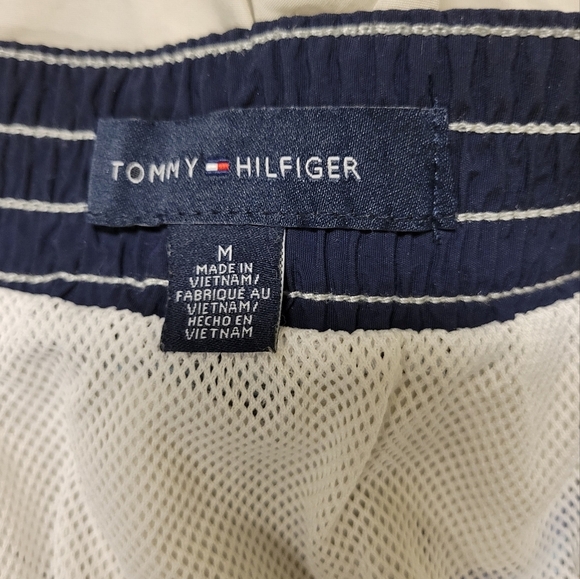 TOMMY HILFIGER
M
MADE IN
VIETNAM/
FABRIQUÉ AU
VIETNAM/
HECHO EN
VIETNAM